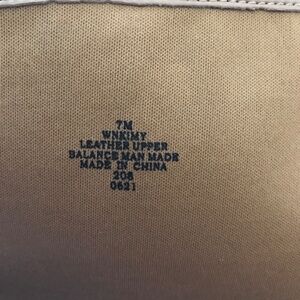 7M
WNKIMY
LEATHER UPPER
BALANCE MAN MADE
MADE IN CHINA
208
0621